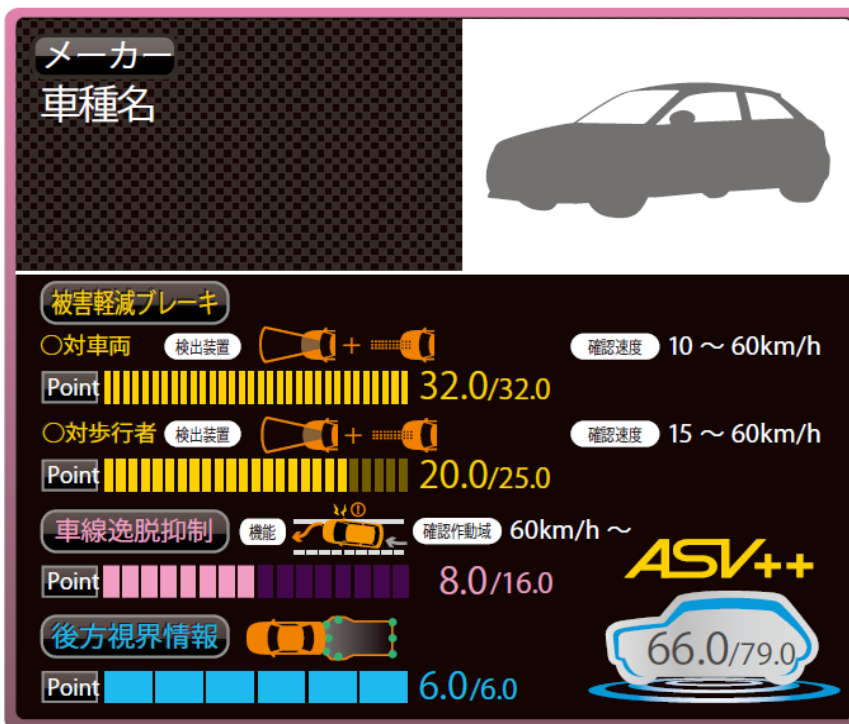 メーカー
車種名
被害軽減ブレーキ
○対車両 検出装置 + 確認速度 10 ～ 60km/h
Point 32.0/32.0
○対歩行者 検出装置 + 確認速度 15 ～ 60km/h
Point 20.0/25.0
車線逸脱抑制 機能 確認作動域 60km/h ～
ASV++
Point 8.0/16.0
後方視界情報
66.0/79.0
Point 6.0/6.0